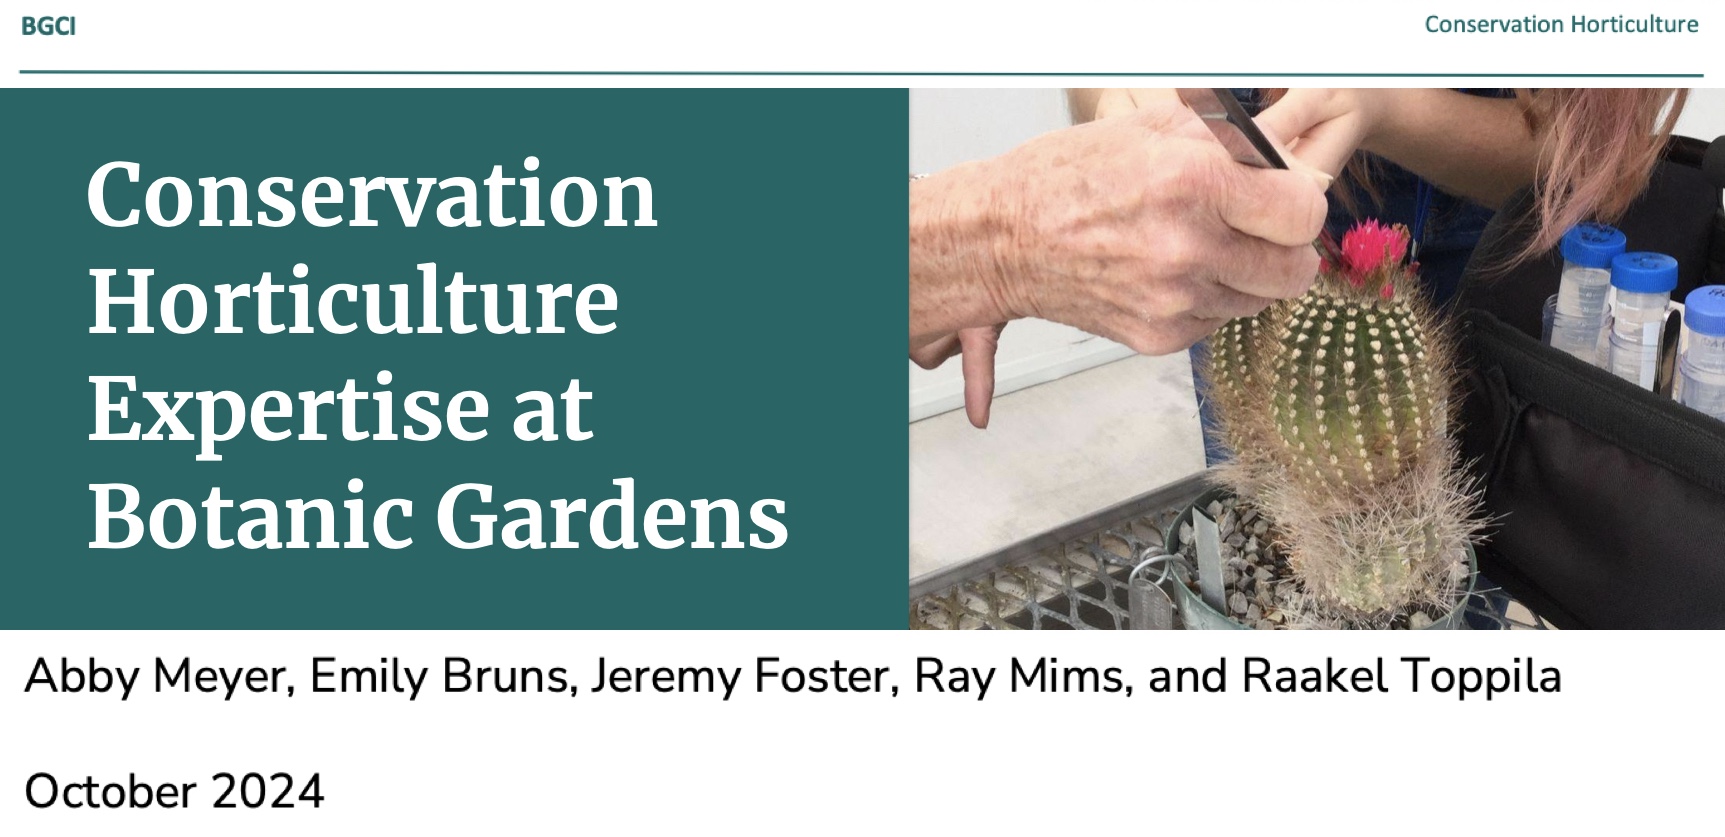 BGCI
Conservation Horticulture
Conservation
Horticulture
Expertise at
Botanic Gardens
Abby Meyer, Emily Bruns, Jeremy Foster, Ray Mims, and Raakel Toppila
October 2024